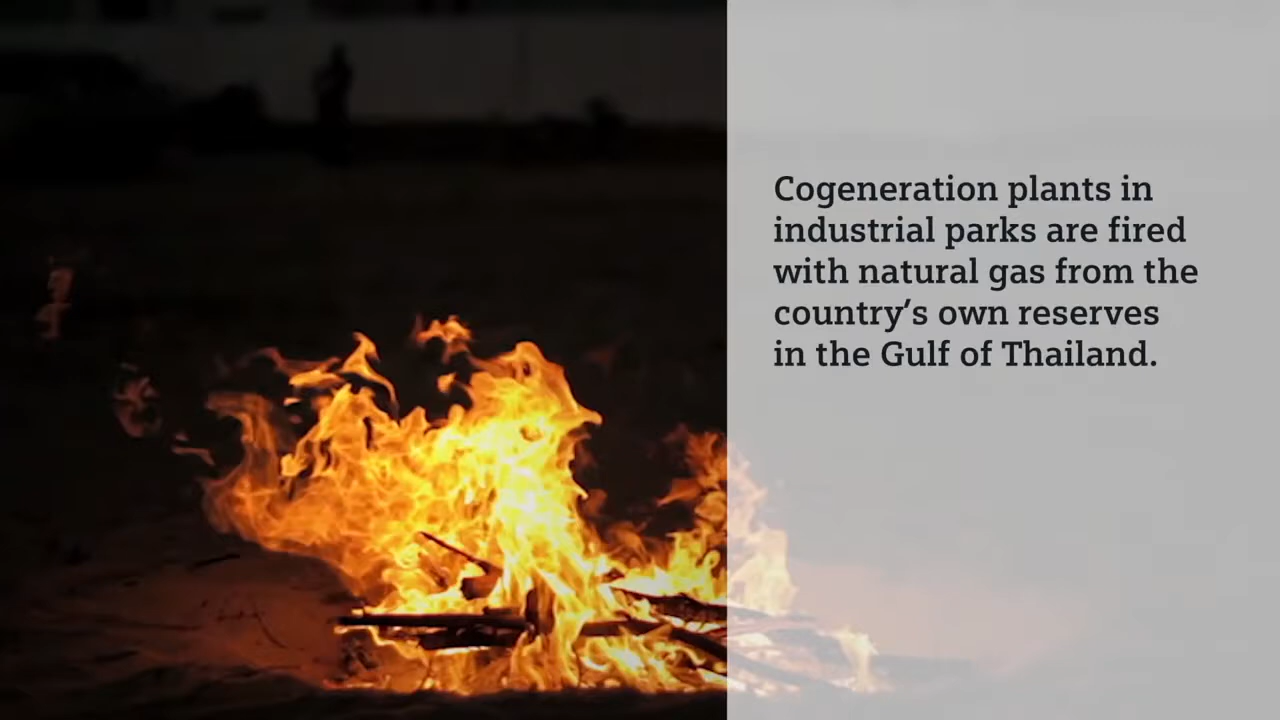 Cogeneration plants in
industrial parks are fired
with natural gas from the
country’s own reserves
in the Gulf of Thailand.